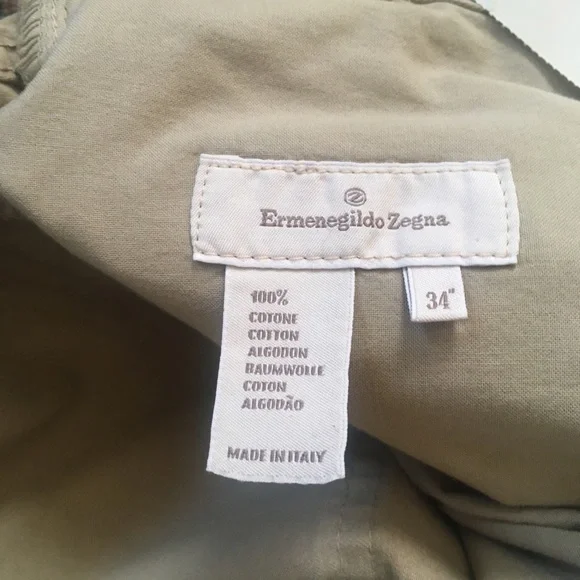 Ermenegildo Zegna
34"
100%
COTONE
COTTON
ALGODON
BAUMWOLLE
COTON
ALGODÃO
MADE IN ITALY